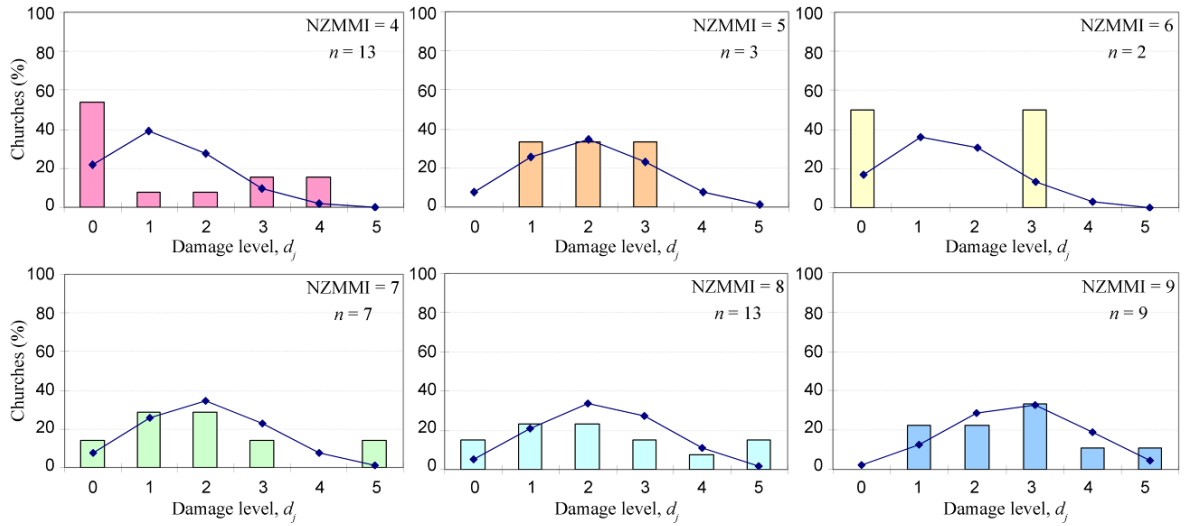 NZMMI = 4
n = 13
Churches (%)
100
80
60
40
20
0
0 1 2 3 4 5
Damage level, dj
NZMMI = 5
n = 3
100
80
60
40
20
0
0 1 2 3 4 5
Damage level, dj
NZMMI = 6
n = 2
100
80
60
40
20
0
0 1 2 3 4 5
Damage level, dj
NZMMI = 7
n = 7
Churches (%)
100
80
60
40
20
0
0 1 2 3 4 5
Damage level, dj
NZMMI = 8
n = 13
100
80
60
40
20
0
0 1 2 3 4 5
Damage level, dj
NZMMI = 9
n = 9
100
80
60
40
20
0
0 1 2 3 4 5
Damage level, dj